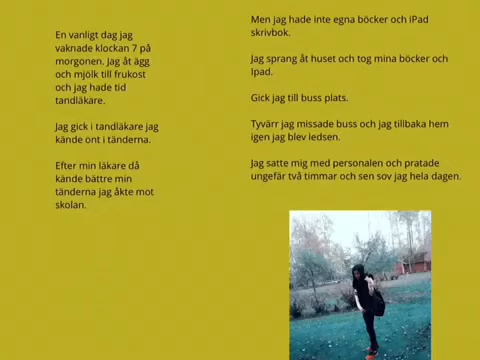 En vanligt dag jag
vaknade klockan 7 på
morgonen. Jag åt ägg
och mjölk till frukost
och jag hade tid
tandläkare.
Jag gick i tandläkare jag
kände ont i tänderna.
Efter min läkare då
kände bättre min
tänderna jag åkte mot
skolan.
Men jag hade inte egna böcker och iPad
skrivbok.
Jag sprang åt huset och tog mina böcker och
Ipad.
Gick jag till buss plats.
Tyvärr jag missade buss och jag tillbaka hem
igen jag blev ledsen.
Jag satte mig med personalen och pratade
ungefär två timmar och sen sov jag hela dagen.